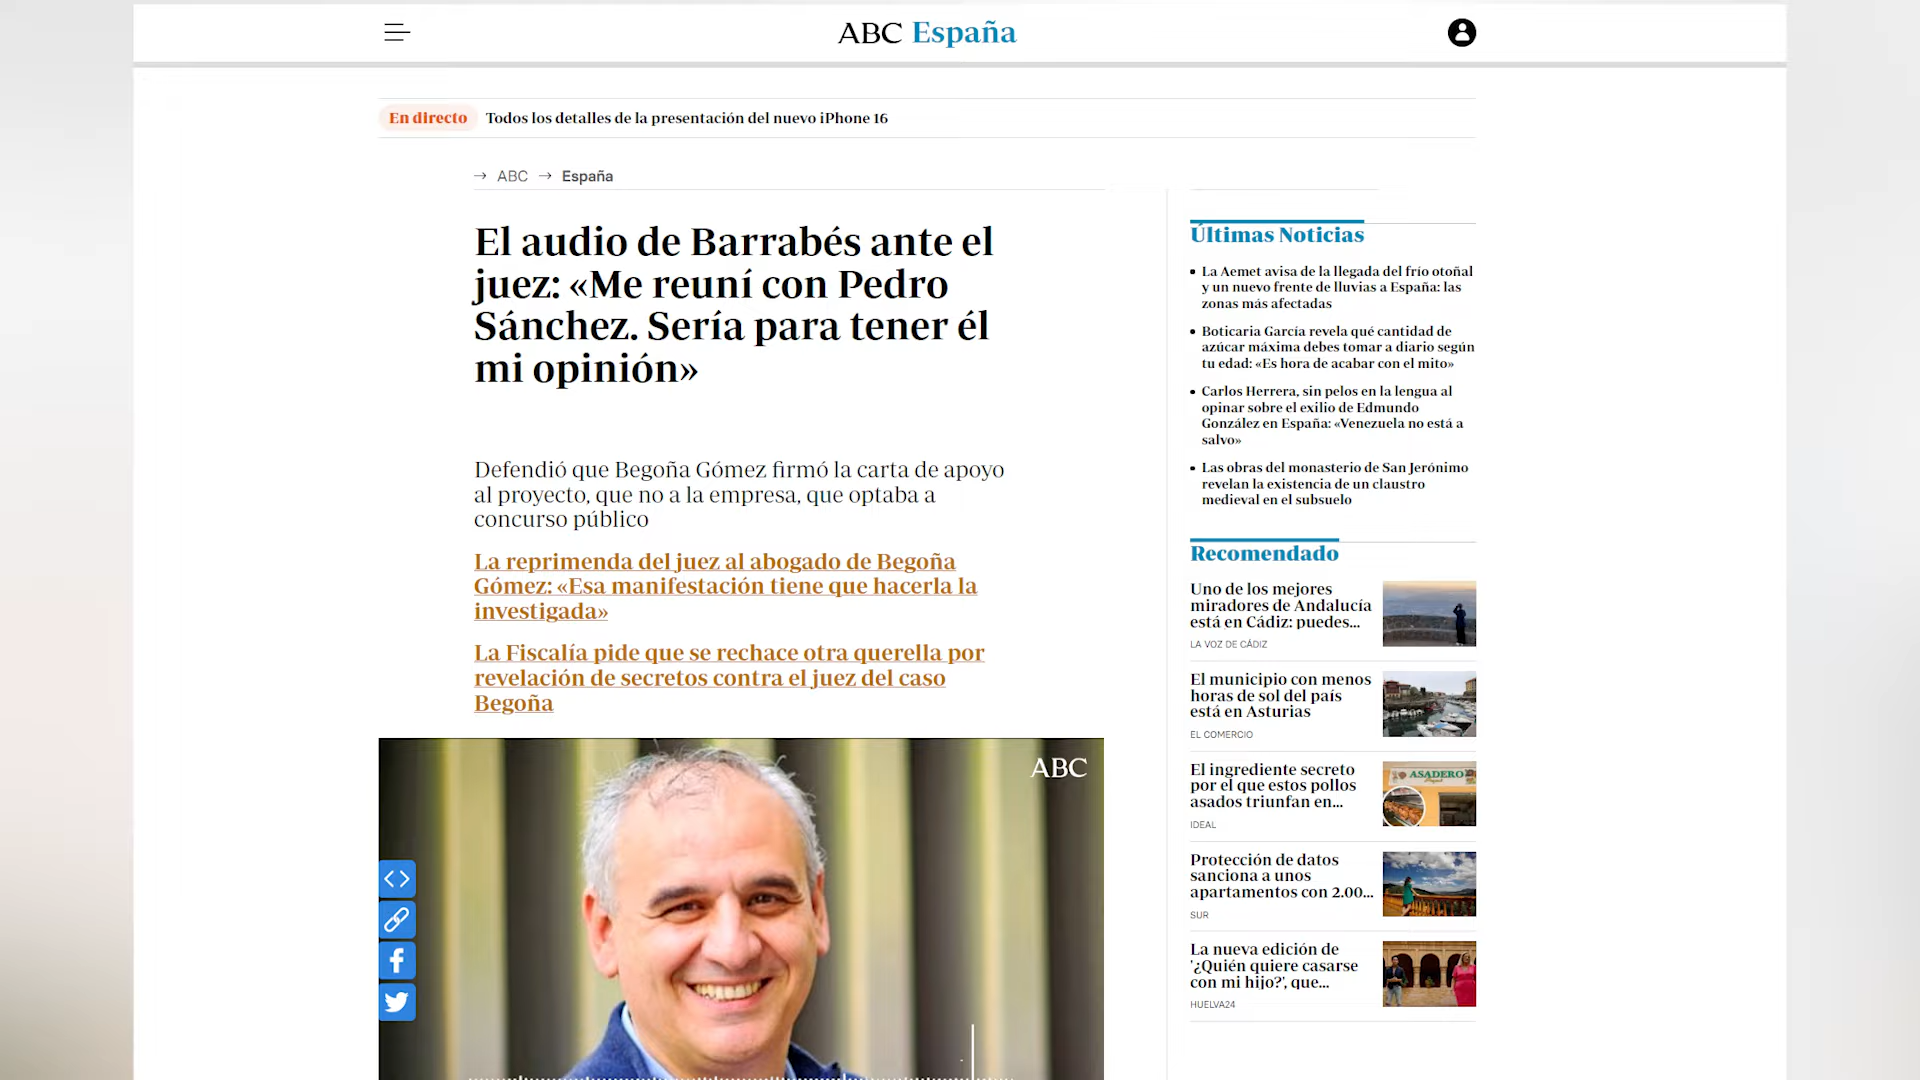 ABC España
En directo Todos los detalles de la presentación del nuevo iPhone 16
→ ABC → España
El audio de Barrabés ante el
juez: «Me reuní con Pedro
Sánchez. Sería para tener él
mi opinión»
Defendió que Begoña Gómez firmó la carta de apoyo
al proyecto, que no a la empresa, que optaba a
concurso público
La reprimenda del juez al abogado de Begoña
Gómez: «Esa manifestación tiene que hacerla la
investigada»
La Fiscalía pide que se rechace otra querella por
revelación de secretos contra el juez del caso
Begoña
ABC
Últimas Noticias
La Aemet avisa de la llegada del frío otoñal
y un nuevo frente de lluvias a España: las
zonas más afectadas
Boticaria García revela qué cantidad de
azúcar máxima debes tomar a diario según
tu edad: «Es hora de acabar con el mito»
Carlos Herrera, sin pelos en la lengua al
opinar sobre el exilio de Edmundo
González en España: «Venezuela no está a
salvo»
Las obras del monasterio de San Jerónimo
revelan la existencia de un claustro
medieval en el subsuelo
Recomendado
Uno de los mejores
miradores de Andalucía
está en Cádiz: puedes...
LA VOZ DE CÁDIZ
El municipio con menos
horas de sol del país
está en Asturias
EL COMERCIO
El ingrediente secreto
por el que estos pollos
asados triunfan en...
IDEAL
ASADERO
Protección de datos
sanciona a unos
apartamentos con 2.00...
SUR
La nueva edición de
'¿Quién quiere casarse
con mi hijo?', que...
HUELVA24